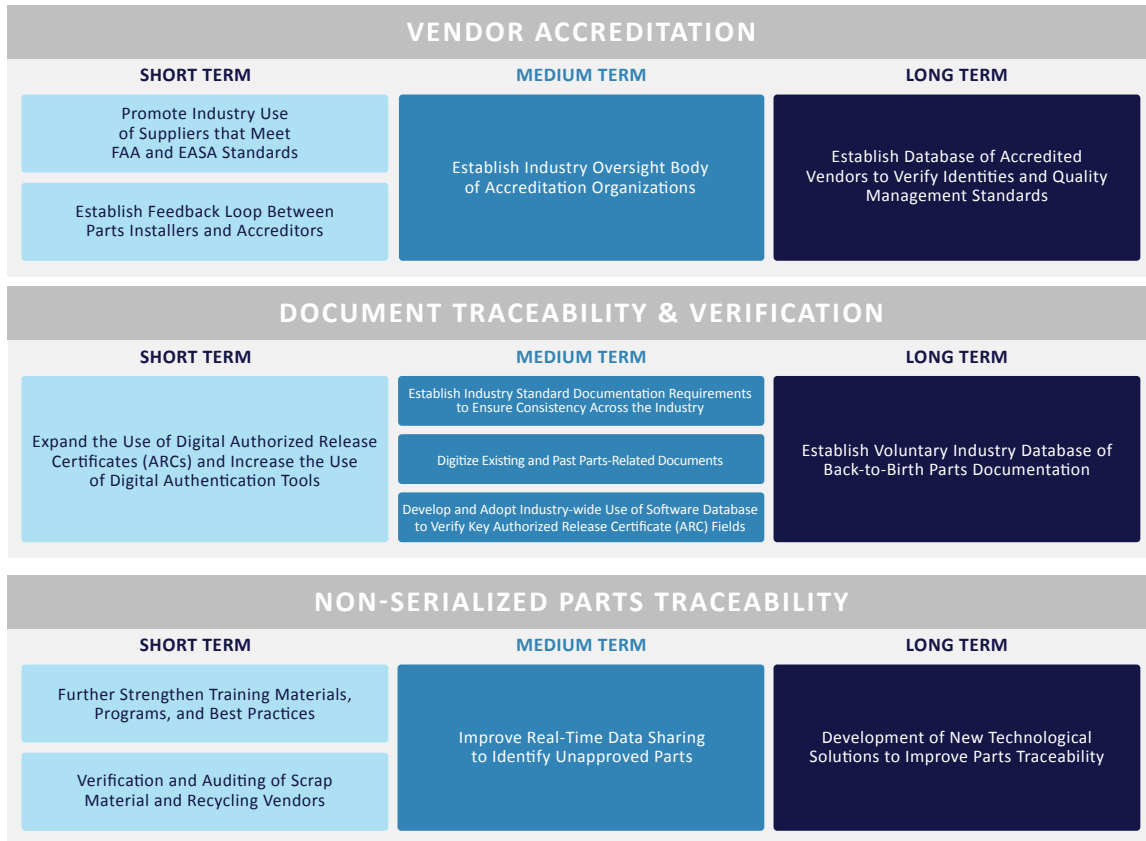 VENDOR ACCREDITATION
SHORT TERM
Promote Industry Use
of Suppliers that Meet
FAA and EASA Standards
Establish Feedback Loop Between
Parts Installers and Accreditors
MEDIUM TERM
Establish Industry Oversight Body
of Accreditation Organizations
LONG TERM
Establish Database of Accredited
Vendors to Verify Identities and Quality
Management Standards
DOCUMENT TRACEABILITY & VERIFICATION
SHORT TERM
Expand the Use of Digital Authorized Release
Certificates (ARCs) and Increase the Use
of Digital Authentication Tools
MEDIUM TERM
Establish Industry Standard Documentation Requirements
to Ensure Consistency Across the Industry
Digitize Existing and Past Parts-Related Documents
Develop and Adopt Industry-wide Use of Software Database
to Verify Key Authorized Release Certificate (ARC) Fields
LONG TERM
Establish Voluntary Industry Database of
Back-to-Birth Parts Documentation
NON-SERIALIZED PARTS TRACEABILITY
SHORT TERM
Further Strengthen Training Materials,
Programs, and Best Practices
Verification and Auditing of Scrap
Material and Recycling Vendors
MEDIUM TERM
Improve Real-Time Data Sharing
to Identify Unapproved Parts
LONG TERM
Development of New Technological
Solutions to Improve Parts Traceability